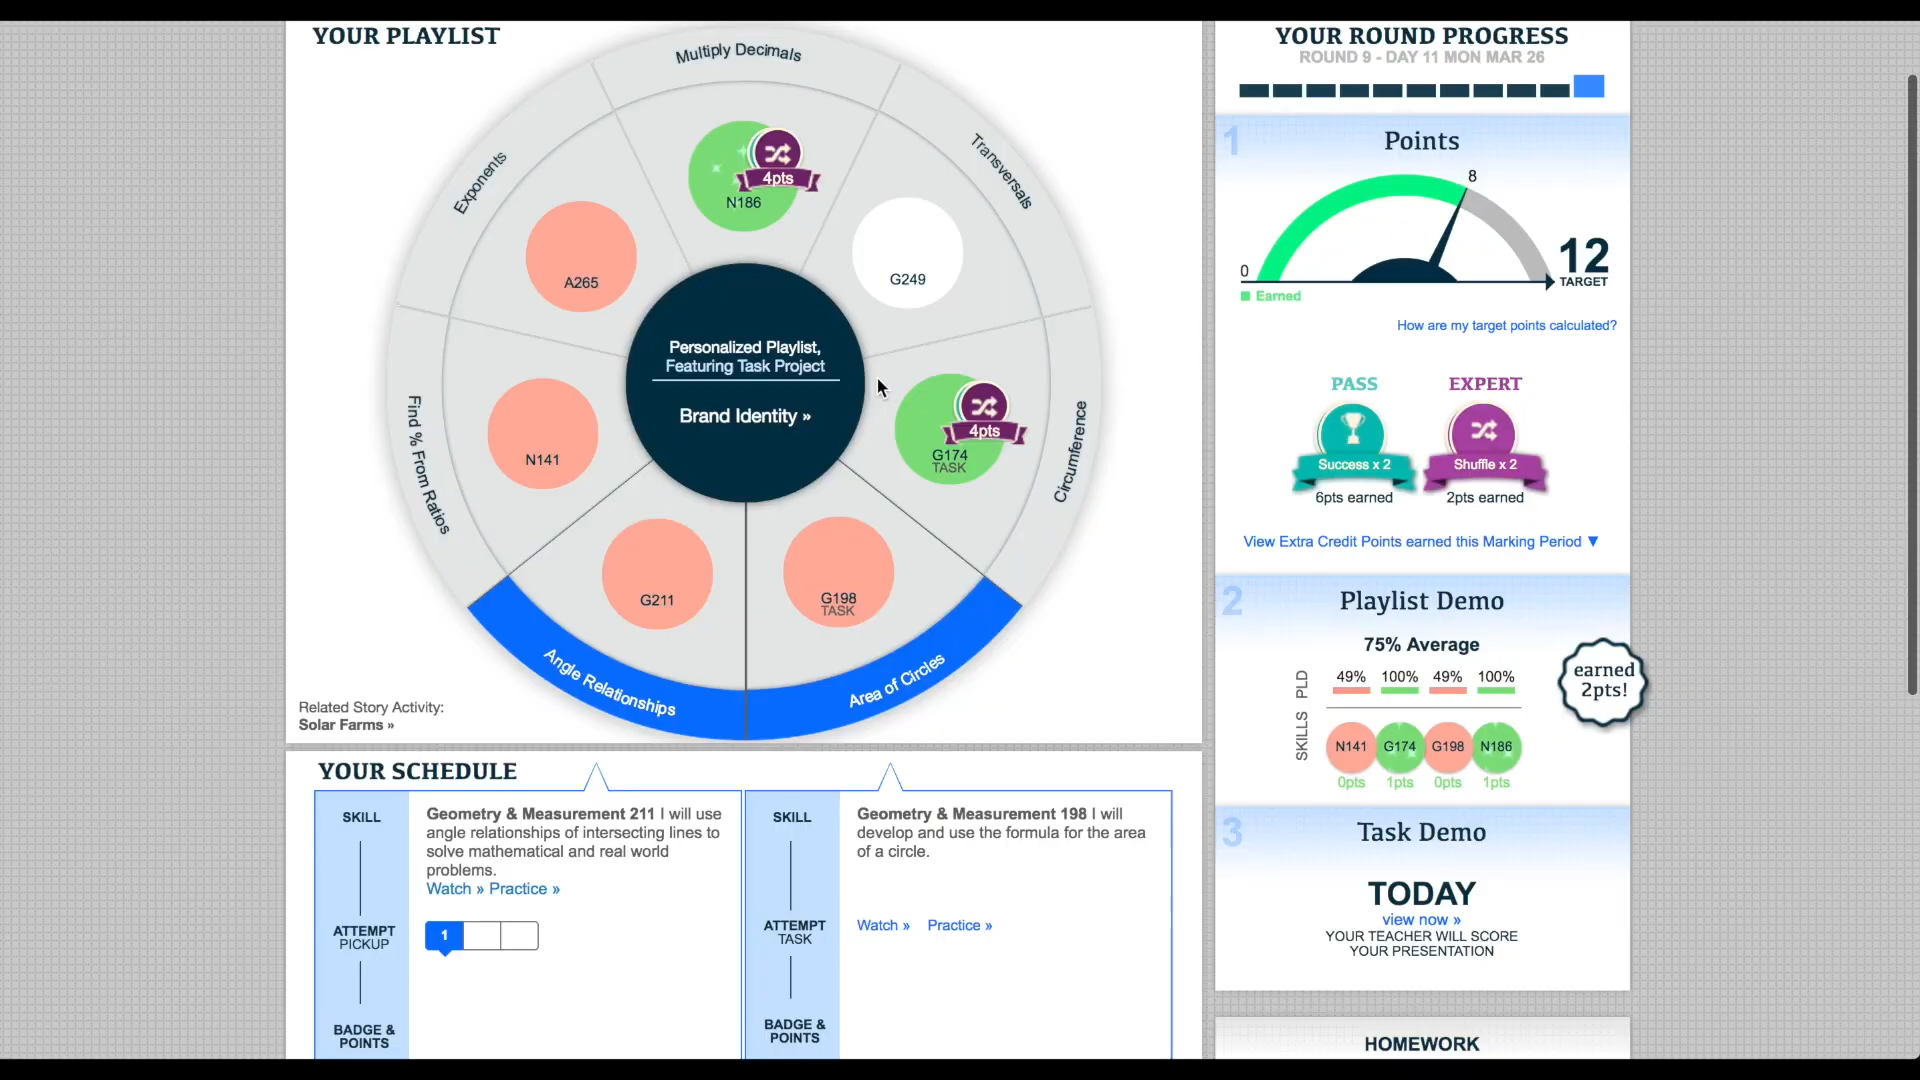 YOUR PLAYLIST
Multiply Decimals
Exponents
Transversals
4pts
N186
A265
G249
Personalized Playlist,
Featuring Task Project
Brand Identity »
4pts
G174
TASK
Circumference
Find % From Ratios
N141
G211
G198
TASK
Angle Relationships
Area of Circles
Related Story Activity:
Solar Farms »
YOUR SCHEDULE
SKILL
Geometry & Measurement 211 I will use
angle relationships of intersecting lines to
solve mathematical and real world
problems.
Watch » Practice »
ATTEMPT
PICKUP
1
BADGE &
POINTS
SKILL
Geometry & Measurement 198 I will
develop and use the formula for the area
of a circle.
ATTEMPT
TASK
Watch » Practice »
BADGE &
POINTS
YOUR ROUND PROGRESS
ROUND 9 - DAY 11 MON MAR 26
1
Points
8
0
12
TARGET
Earned
How are my target points calculated?
PASS EXPERT
Success x 2 Shuffle x 2
6pts earned 2pts earned
View Extra Credit Points earned this Marking Period ▼
2
Playlist Demo
75% Average
PLD
49% 100% 49% 100%
earned
2pts!
SKILLS
N141 G174 G198 N186
0pts 1pts 0pts 1pts
3
Task Demo
TODAY
view now »
YOUR TEACHER WILL SCORE
YOUR PRESENTATION
HOMEWORK